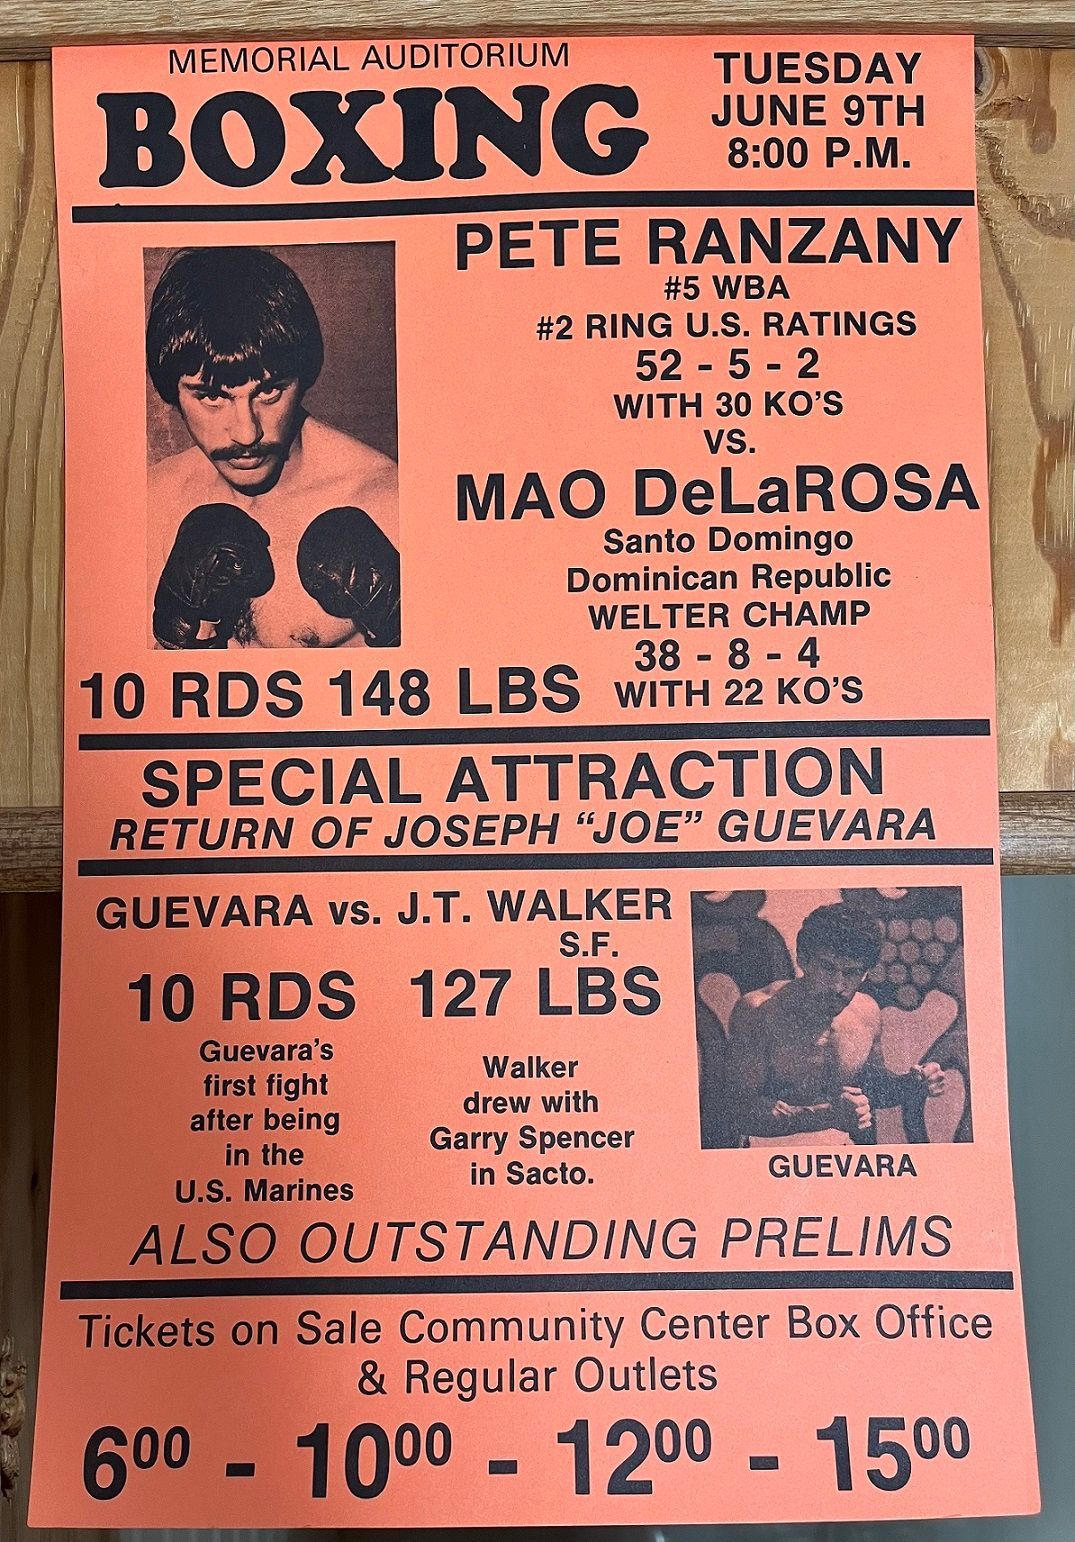 MEMORIAL AUDITORIUM
BOXING
TUESDAY
JUNE 9TH
8:00 P.M.
PETE RANZANY
#5 WBA
#2 RING U.S. RATINGS
52 - 5 - 2
WITH 30 KO'S
VS.
MAO DeLaROSA
Santo Domingo
Dominican Republic
WELTER CHAMP
38 - 8 - 4
WITH 22 KO'S
10 RDS 148 LBS
SPECIAL ATTRACTION
RETURN OF JOSEPH “JOE” GUEVARA
GUEVARA vs. J.T. WALKER
S.F.
10 RDS 127 LBS
Guevara's
first fight
after being
in the
U.S. Marines
Walker
drew with
Garry Spencer
in Sacto.
GUEVARA
ALSO OUTSTANDING PRELIMS
Tickets on Sale Community Center Box Office
& Regular Outlets
600 - 1000 - 1200 - 1500